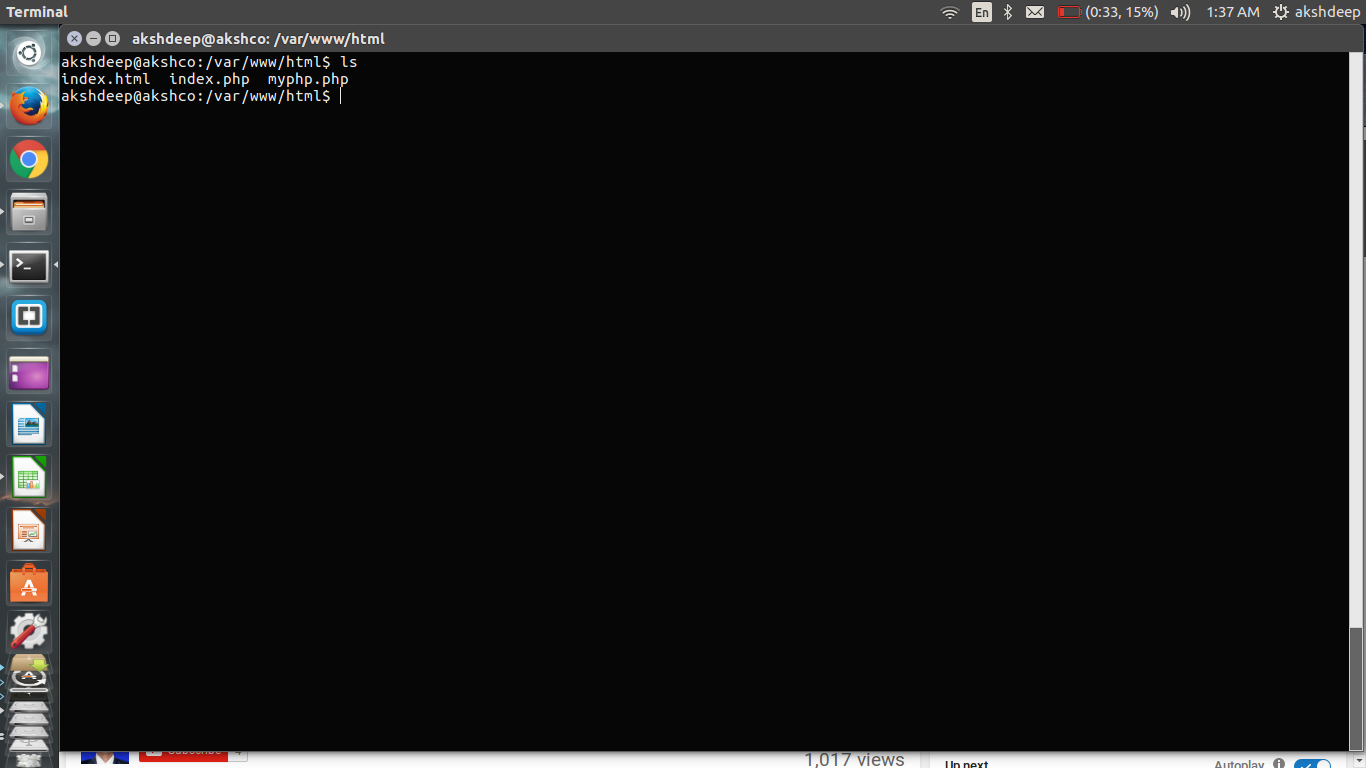 Terminal
En
(0:33, 15%)
1:37 AM
akshdeep
akshdeep@akshco: /var/www/html
akshdeep@akshco:/var/www/html$ ls
index.html  index.php  myphp.php
akshdeep@akshco:/var/www/html$
Subscribe
1,017 views
Up next
Autoplay